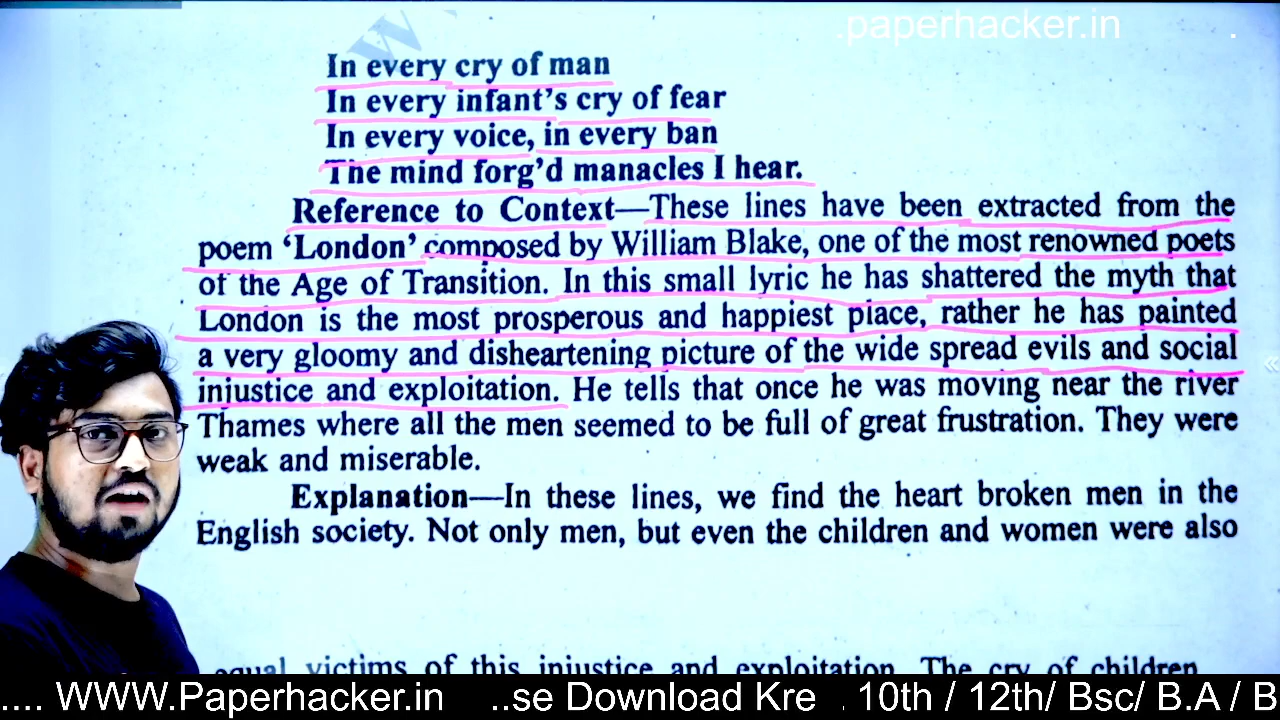 .paperhacker.in .
W
In every cry of man
In every infant's cry of fear
In every voice, in every ban
The mind forg'd manacles I hear.
Reference to Context—These lines have been extracted from the
poem ‘London’ composed by William Blake, one of the most renowned poets
of the Age of Transition. In this small lyric he has shattered the myth that
London is the most prosperous and happiest place, rather he has painted
a very gloomy and disheartening picture of the wide spread evils and social
injustice and exploitation. He tells that once he was moving near the river
Thames where all the men seemed to be full of great frustration. They were
weak and miserable.
Explanation—In these lines, we find the heart broken men in the
English society. Not only men, but even the children and women were also
equal victims of this injustice and exploitation. The cry of children
.... WWW.Paperhacker.in ..se Download Kre . 10th / 12th/ Bsc/ B.A / B